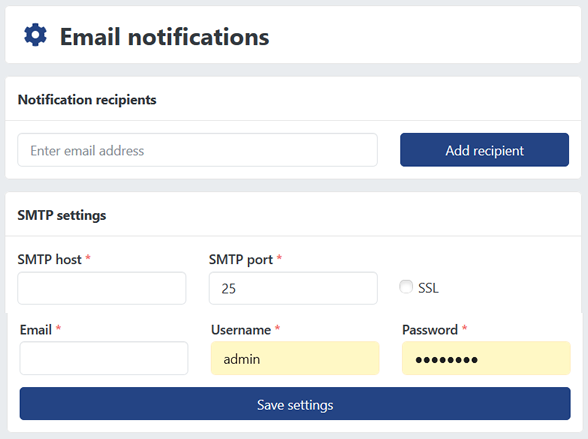 Email notifications
Notification recipients
Enter email address
Add recipient
SMTP settings
SMTP host *
SMTP port *
25
SSL
Email *
Username *
Password *
admin
••••••••
Save settings